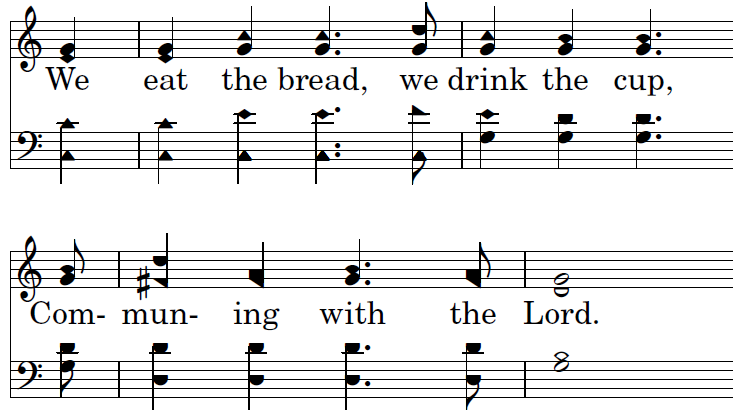 We eat the bread, we drink the cup,
Com- mun- ing with the Lord.